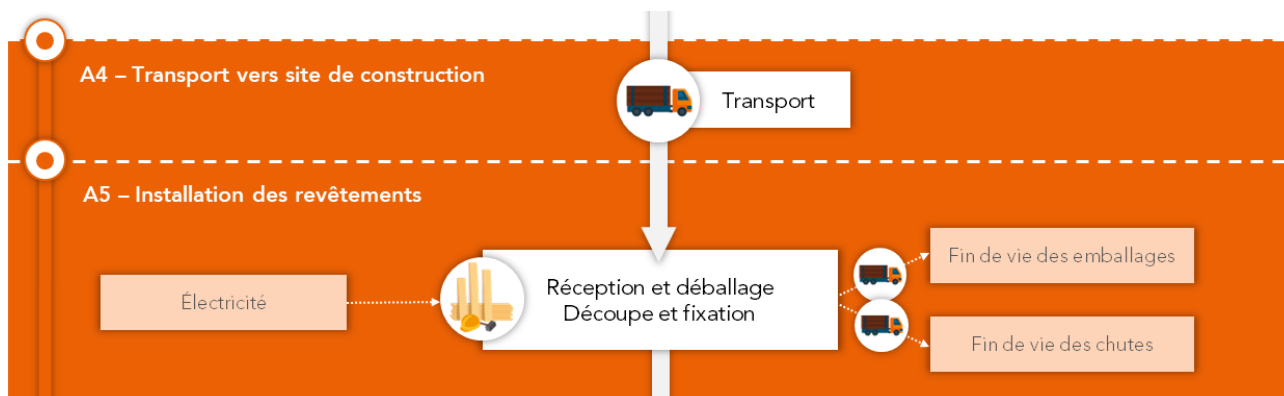 A4 – Transport vers site de construction
Transport
A5 – Installation des revêtements
Électricité
Réception et déballage
Découpe et fixation
Fin de vie des emballages
Fin de vie des chutes